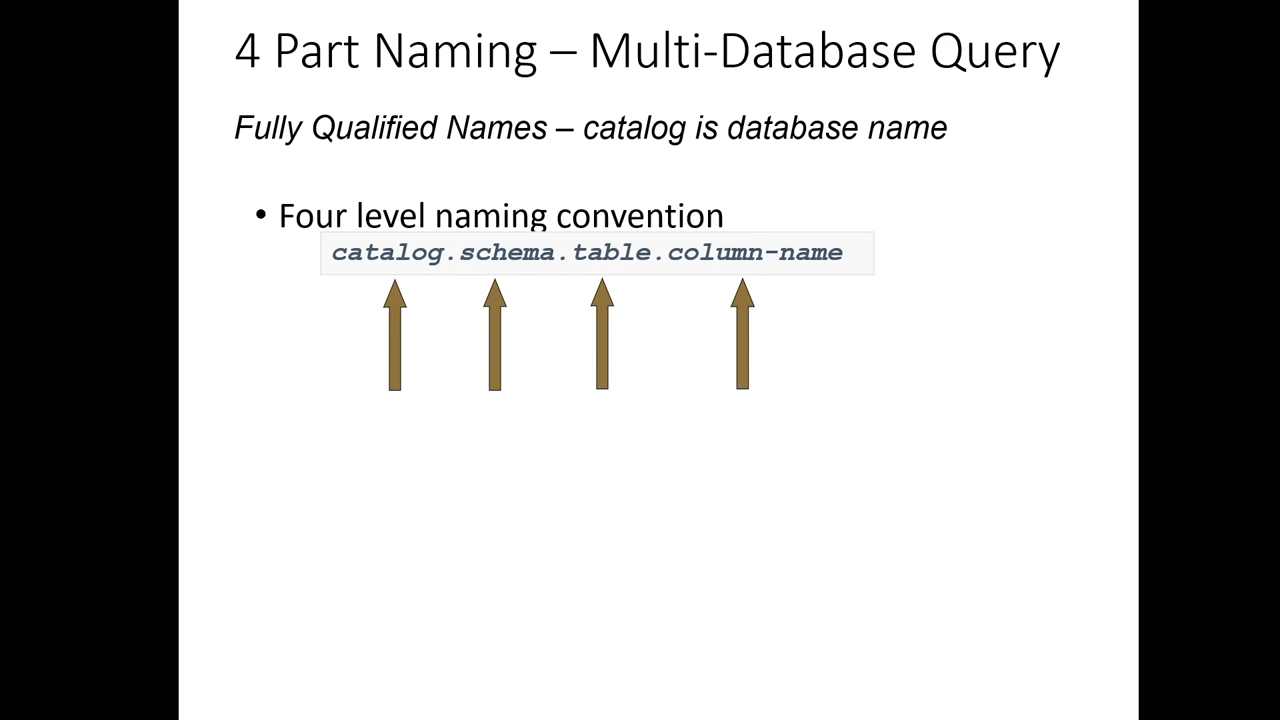 4 Part Naming – Multi-Database Query
Fully Qualified Names – catalog is database name
• Four level naming convention
catalog.schema.table.column-name